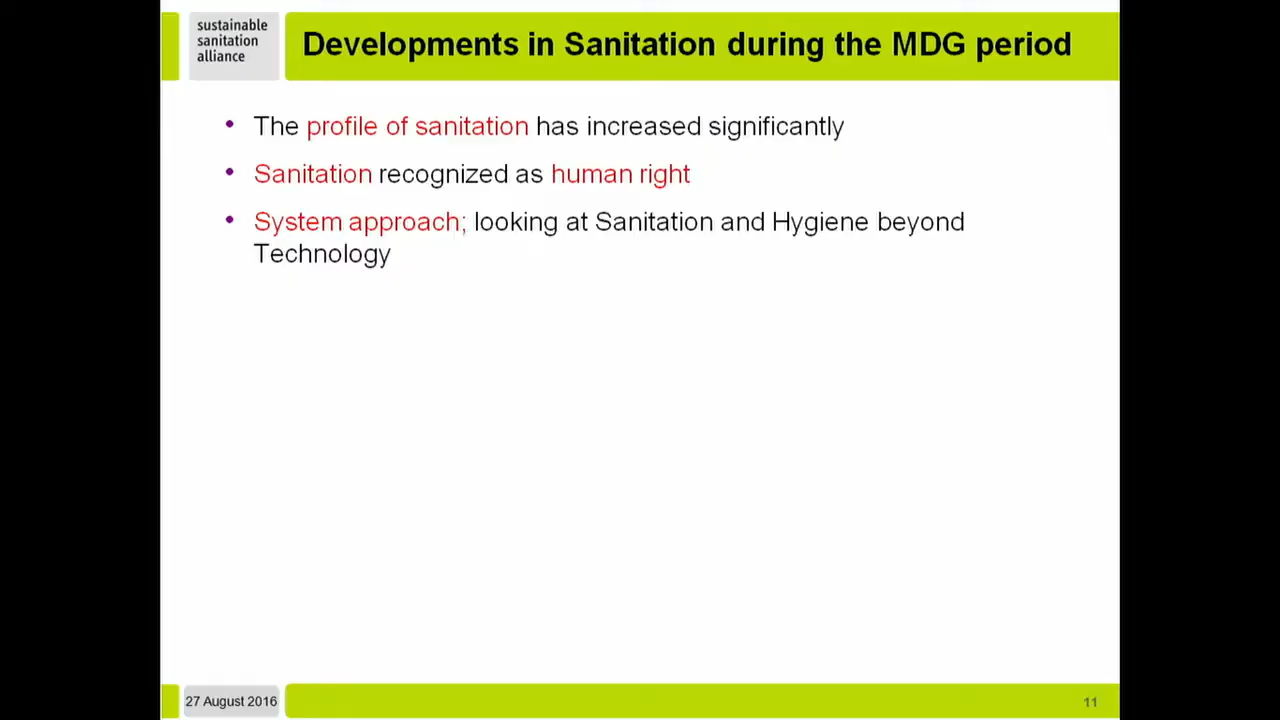 sustainable
sanitation
alliance
Developments in Sanitation during the MDG period
• The profile of sanitation has increased significantly
• Sanitation recognized as human right
• System approach; looking at Sanitation and Hygiene beyond
Technology
27 August 2016
11